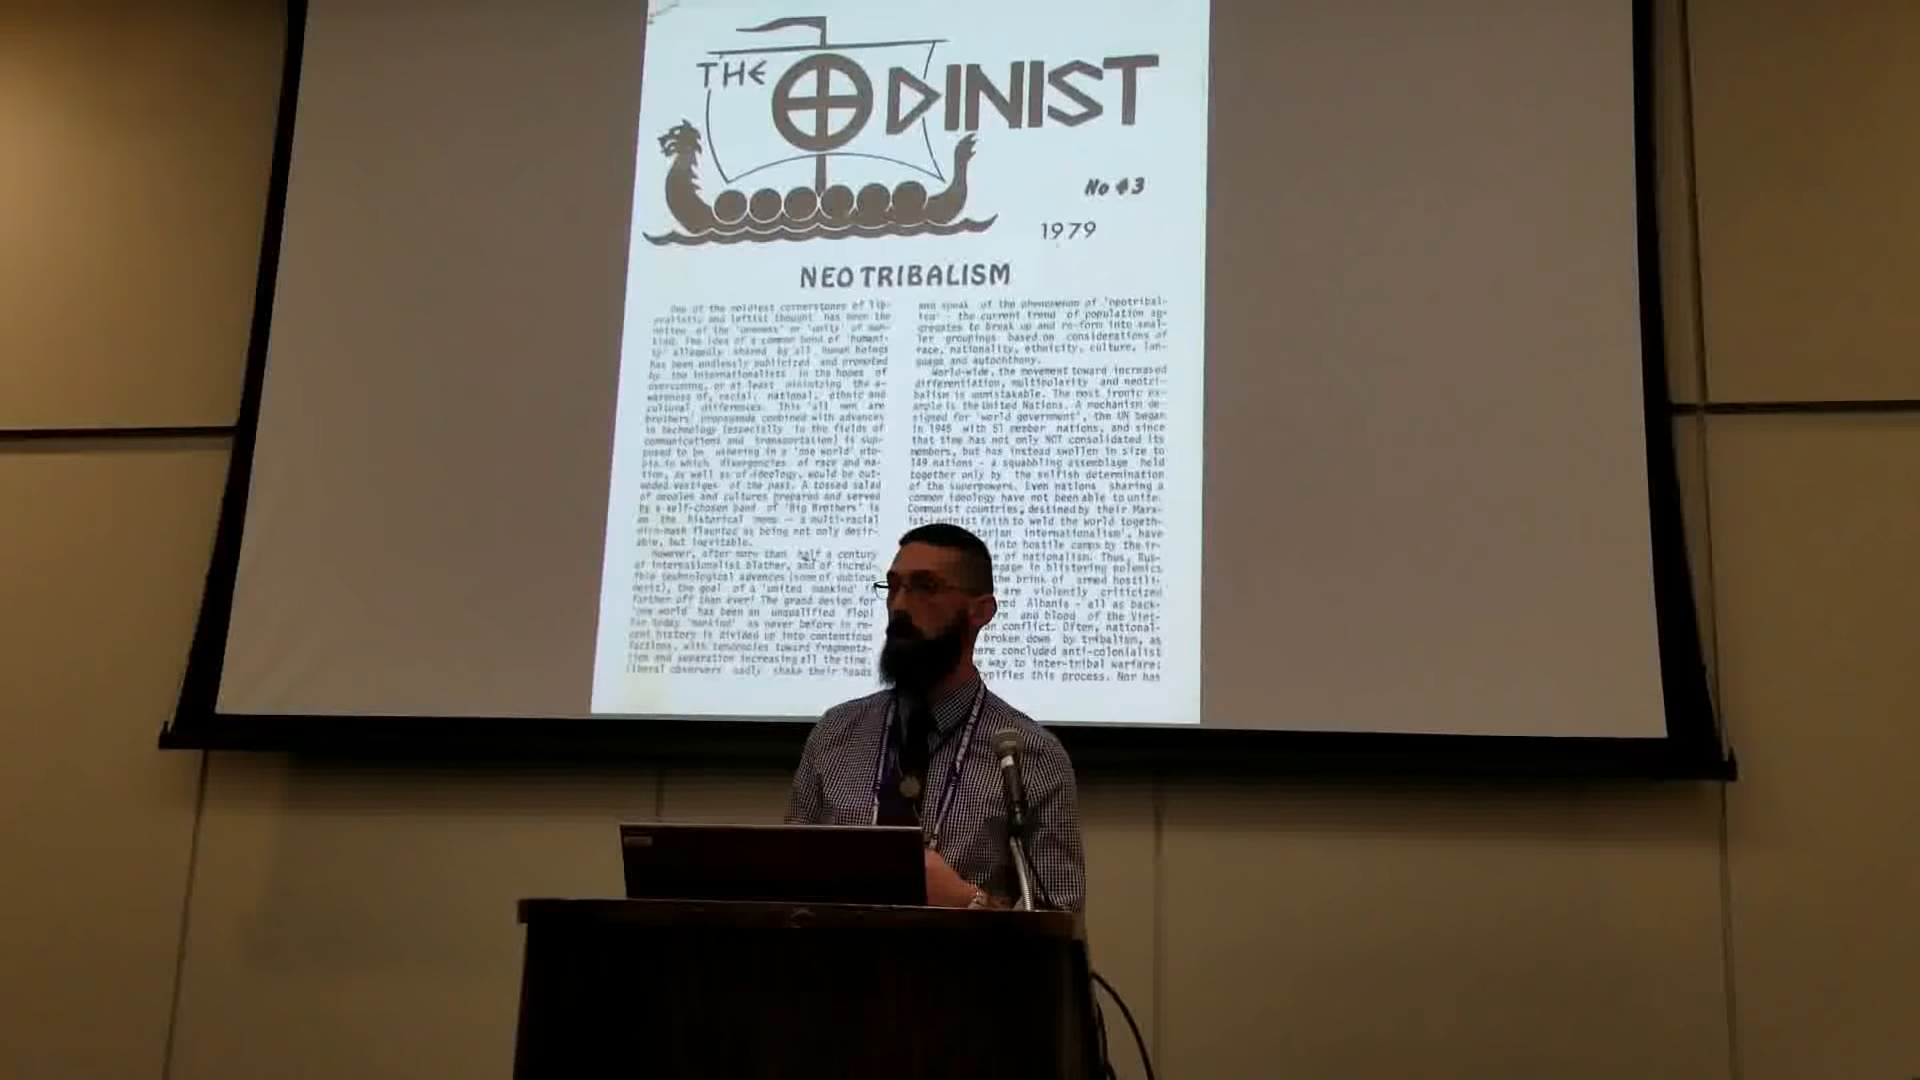 THE ODINIST
No 43
1979
NEO TRIBALISM
One of the moldiest cornerstones of lib-
eralistic and leftist thought has been the
notion of the 'oneness' or 'unity' of man-
kind. The idea of a common bond of 'humani-
ty' allegedly shared by all human beings
has been endlessly publicized and promoted
by the internationalists in the hopes of
overcoming, or at least minimizing the a-
wareness of, racial, national, ethnic and
cultural differences. This 'all men are
brothers' propaganda combined with advances
in technology (especially in the fields of
communications and transportation) is sup-
posed to be ushering in a 'one world' uto-
pia in which divergencies of race and na-
tion, as well as of ideology, would be out-
moded vestiges of the past. A tossed salad
of peoples and cultures prepared and served
by a self-chosen band of 'Big Brothers' is
on the historical menu — a multi-racial
mish-mash flaunted as being not only desir-
able, but inevitable.
However, after more than half a century
of internationalist blather, and of incred-
ible technological advances (some of dubious
merit), the goal of a 'united mankind' is
farther off than ever! The grand design for
'one world' has been an unqualified flop!
For today 'mankind' as never before in re-
cent history is divided up into contentious
factions, with tendencies toward fragmenta-
tion and separation increasing all the time.
Liberal observers sadly shake their heads
and speak of the phenomenon of 'neotribal-
ism' - the current trend of population ag-
gregates to break up and re-form into smal-
ler groupings based on considerations of
race, nationality, ethnicity, culture, lan-
guage and autochthony.
World-wide, the movement toward increased
differentiation, multipolarity and neotri-
balism is unmistakable. The most ironic ex-
ample is the United Nations. A mechanism de-
signed for 'world government', the UN began
in 1945 with 51 member nations, and since
that time has not only NOT consolidated its
members, but has instead swollen in size to
149 nations - a squabbling assemblage held
together only by the selfish determination
of the superpowers. Even nations sharing a
common ideology have not been able to unite.
Communist countries, destined by their Marx-
ist-Leninist faith to weld the world togeth-
internationalism', have
into hostile camps by the ir-
of nationalism. Thus, Rus-
engage in blistering polemics
the brink of armed hostili-
are violently criticized
Albania - all as back-
and blood of the Viet-
conflict. Often, national-
broken down by tribalism, as
concluded anti-colonialist
way to inter-tribal warfare:
typifies this process. Nor has